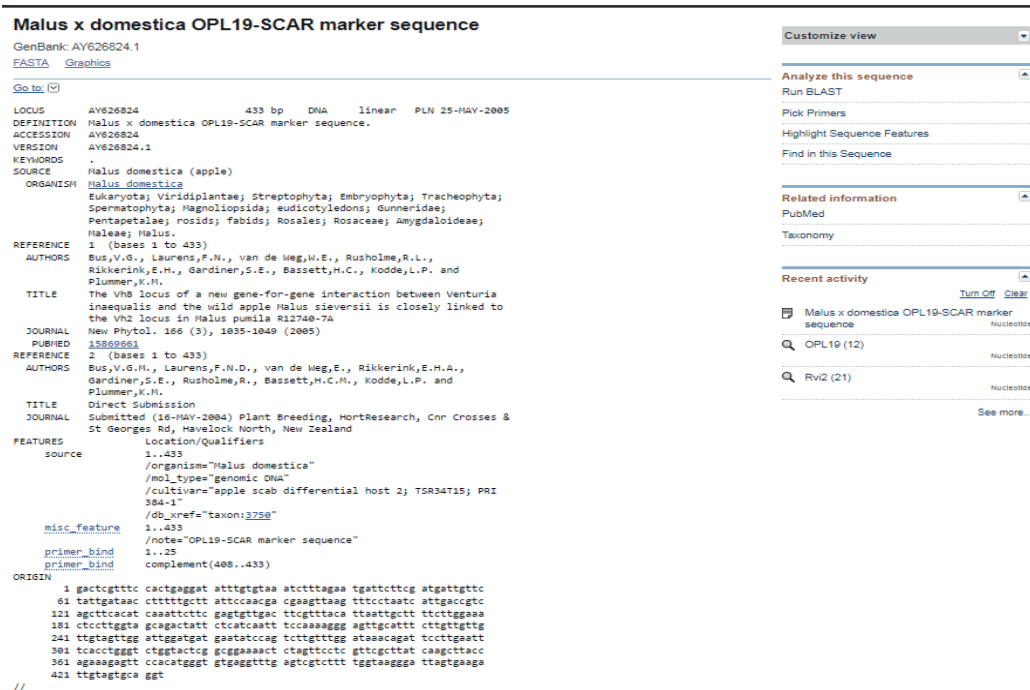 Malus x domestica OPL19-SCAR marker sequence
GenBank: AY626824.1
FASTA Graphics
Go to:
LOCUS AY626824 433 bp DNA linear PLN 25-MAY-2005
DEFINITION Malus x domestica OPL19-SCAR marker sequence.
ACCESSION AY626824
VERSION AY626824.1
KEYWORDS .
SOURCE Malus domestica (apple)
ORGANISM Malus domestica
Eukaryota; Viridiplantae; Streptophyta; Embryophyta; Tracheophyta;
Spermatophyta; Magnoliopsida; eudicotyledons; Gunneridae;
Pentapetalae; rosids; fabids; Rosales; Rosaceae; Amygdaloideae;
Maleae; Malus.
REFERENCE 1 (bases 1 to 433)
AUTHORS Bus,V.G., Laurens,F.N., van de Weg,W.E., Rusholme,R.L.,
Rikkerink,E.H., Gardiner,S.E., Bassett,H.C., Kodde,L.P. and
Plummer,K.M.
TITLE The Vh8 locus of a new gene-for-gene interaction between Venturia
inaequalis and the wild apple Malus sieversii is closely linked to
the Vh2 locus in Malus pumila R12740-7A
JOURNAL New Phytol. 166 (3), 1035-1049 (2005)
PUBMED 15869661
REFERENCE 2 (bases 1 to 433)
AUTHORS Bus,V.G.M., Laurens,F.N.D., van de Weg,E., Rikkerink,E.H.A.,
Gardiner,S.E., Rusholme,R., Bassett,H.C.M., Kodde,L.P. and
Plummer,K.M.
TITLE Direct Submission
JOURNAL Submitted (16-MAY-2004) Plant Breeding, HortResearch, Cnr Crosses &
St Georges Rd, Havelock North, New Zealand
FEATURES Location/Qualifiers
source 1..433
/organism="Malus domestica"
/mol_type="genomic DNA"
/cultivar="apple scab differential host 2; TSR34T15; PRI
384-1"
/db_xref="taxon:3750"
misc_feature 1..433
/note="OPL19-SCAR marker sequence"
primer_bind 1..25
primer_bind complement(408..433)
ORIGIN
1 gactcgtttc cactgaggat atttgtgtaa atctttagaa tgattcttcg atgattgttc
61 tattgataac ctttttgctt attccaacga cgaagttaag tttcctaatc attgaccgtc
121 agcttcacat caaattcttc gagtgttgac ttcgtttaca ttaattgctt ttcttggaaa
181 ctccttggta gcagactatt ctcatcaatt tccaaaaggg agttgcattt cttgttgttg
241 ttgtagttgg attggatgat gaatatccag tcttgtttgg ataaacagat tccttgaatt
301 tcacctgggt ctggtactcg gcggaaaact ctagttcctc gttcgcttat caagcttacc
361 agaaagagtt ccacatgggt gtgaggtttg agtcgtcttt tggtaaggga ttagtgaaga
421 ttgtagtgca ggt
//
Customize view
Analyze this sequence
Run BLAST
Pick Primers
Highlight Sequence Features
Find in this Sequence
Related information
PubMed
Taxonomy
Recent activity
Turn Off Clear
Malus x domestica OPL19-SCAR marker
sequence Nucleotide
OPL19 (12)
Nucleotide
Rvi2 (21)
Nucleotide
See more...